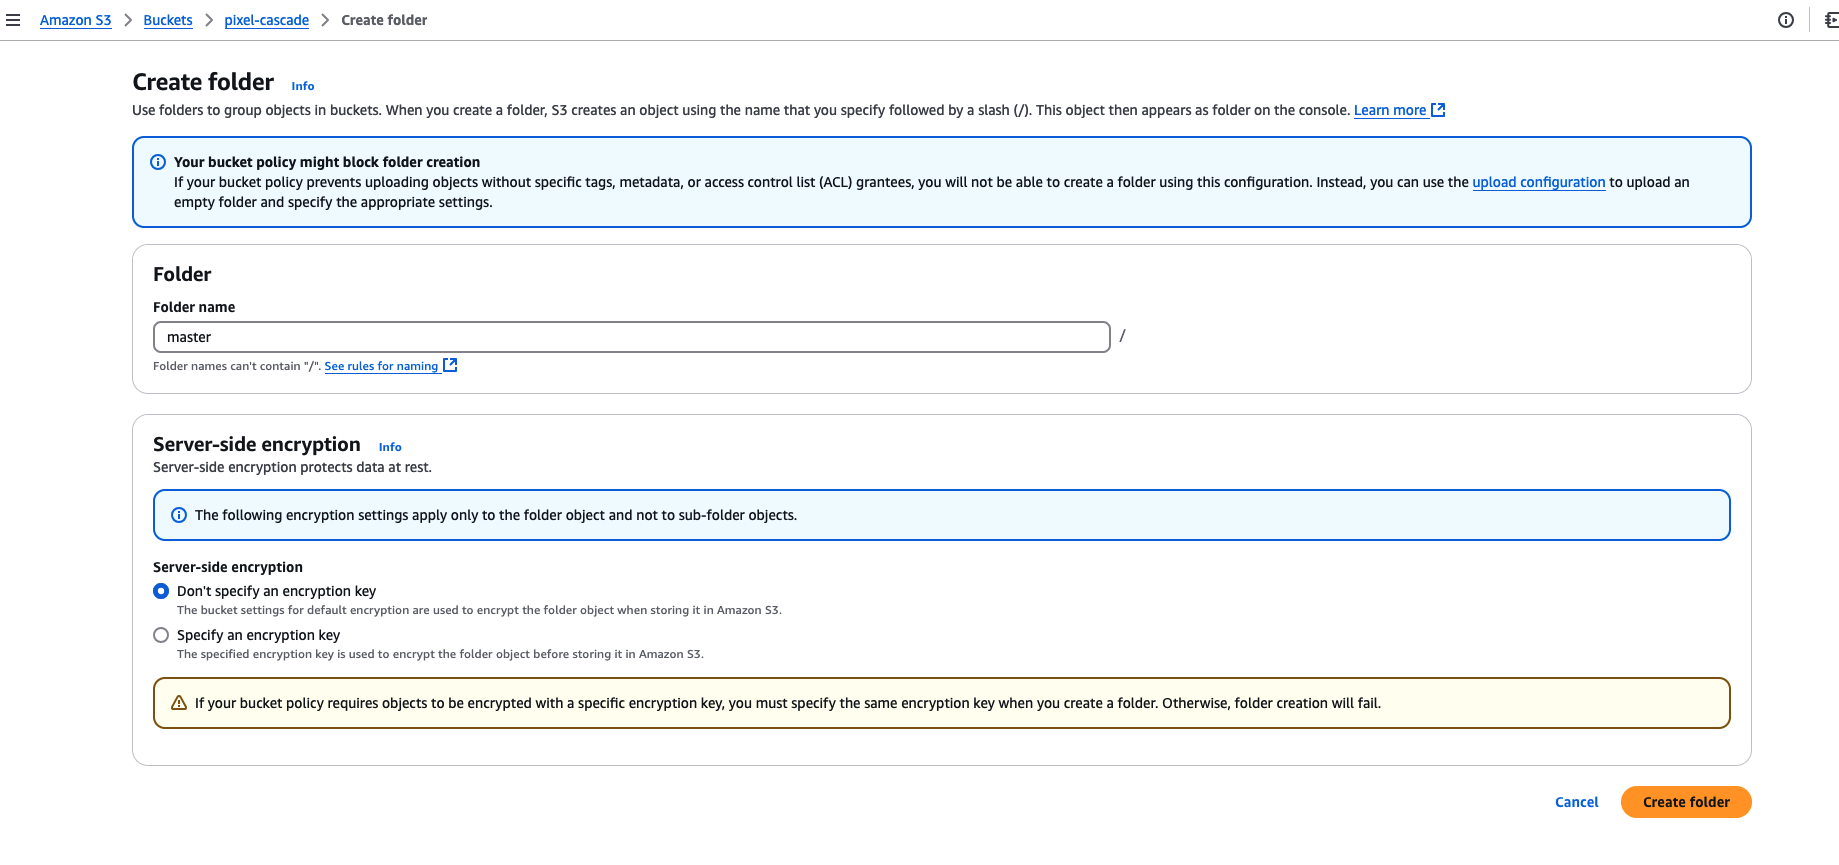 Amazon S3 > Buckets > pixel-cascade > Create folder
Create folder Info
Use folders to group objects in buckets. When you create a folder, S3 creates an object using the name that you specify followed by a slash (/). This object then appears as folder on the console. Learn more
Your bucket policy might block folder creation
If your bucket policy prevents uploading objects without specific tags, metadata, or access control list (ACL) grantees, you will not be able to create a folder using this configuration. Instead, you can use the upload configuration to upload an
empty folder and specify the appropriate settings.
Folder
Folder name
master /
Folder names can't contain "/". See rules for naming
Server-side encryption Info
Server-side encryption protects data at rest.
The following encryption settings apply only to the folder object and not to sub-folder objects.
Server-side encryption
Don't specify an encryption key
The bucket settings for default encryption are used to encrypt the folder object when storing it in Amazon S3.
Specify an encryption key
The specified encryption key is used to encrypt the folder object before storing it in Amazon S3.
If your bucket policy requires objects to be encrypted with a specific encryption key, you must specify the same encryption key when you create a folder. Otherwise, folder creation will fail.
Cancel Create folder